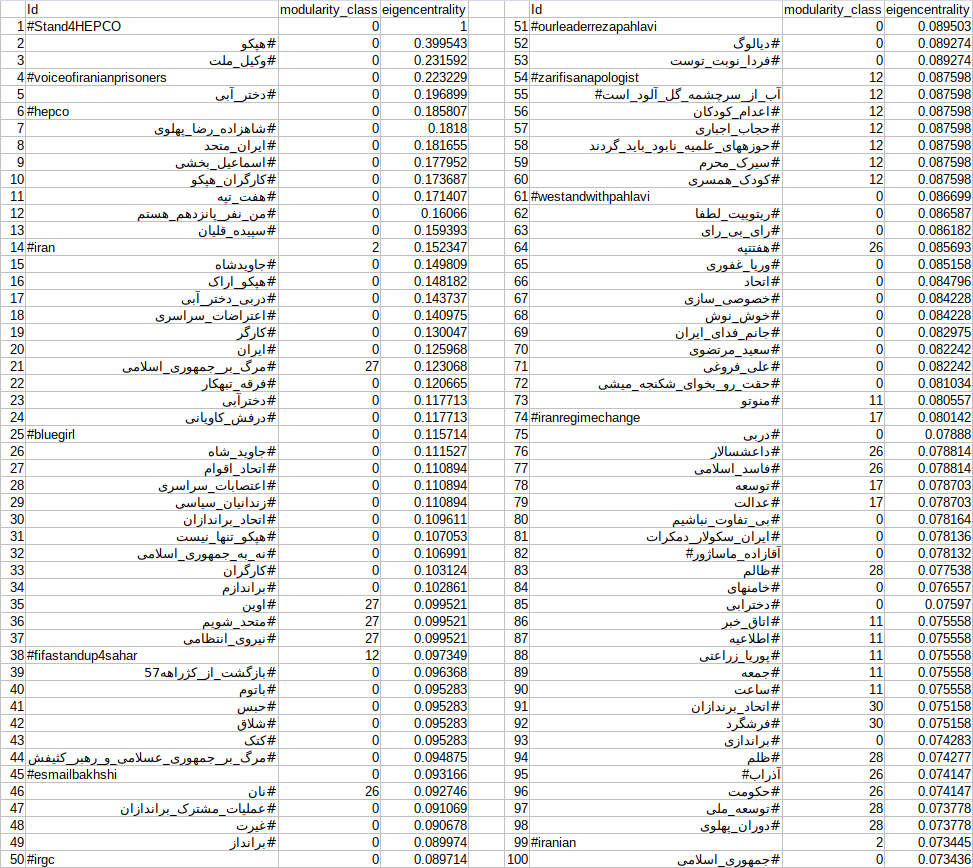 Id modularity_class eigencentrality
1 #Stand4HEPCO 0 1
2 #هپکو 0 0.399543
3 #وکیل_ملت 0 0.231592
4 #voiceofiranianprisoners 0 0.223229
5 #دختر_آبی 0 0.196899
6 #hepco 0 0.185807
7 #شاهزاده_رضا_پهلوی 0 0.1818
8 #ایران_متحد 0 0.181655
9 #اسماعیل_بخشی 0 0.177952
10 #کارگران_هپکو 0 0.173687
11 #هفت_تپه 0 0.171407
12 #من_نفر_پانزدهم_هستم 0 0.16066
13 #سپیده_قلیان 0 0.159393
14 #iran 2 0.152347
15 #جاویدشاه 0 0.149809
16 #هپکو_اراک 0 0.148182
17 #دربی_دختر_آبی 0 0.143737
18 #اعتراضات_سراسری 0 0.140975
19 #کارگر 0 0.130047
20 #ایران 0 0.125968
21 #مرگ_بر_جمهوری_اسلامی 27 0.123068
22 #فرقه_تبهکار 0 0.120665
23 #دخترآبی 0 0.117713
24 #درفش_کاویانی 0 0.117713
25 #bluegirl 0 0.115714
26 #جاوید_شاه 0 0.111527
27 #اتحاد_اقوام 0 0.110894
28 #اعتصابات_سراسری 0 0.110894
29 #زندانیان_سیاسی 0 0.110894
30 #اتحاد_براندازان 0 0.109611
31 #هپکو_تنها_نیست 0 0.107053
32 #نه_به_جمهوری_اسلامی 0 0.106991
33 #کارگران 0 0.103124
34 #براندازم 0 0.102861
35 #اوین 27 0.099521
36 #متحد_شویم 27 0.099521
37 #نیروی_انتظامی 27 0.099521
38 #fifastandup4sahar 12 0.097349
39 #بازگشت_از_کژراهه57 0 0.096368
40 #باتوم 0 0.095283
41 #حبس 0 0.095283
42 #شلاق 0 0.095283
43 #کتک 0 0.095283
44 #مرگ_بر_جمهوری_عسلامی_و_رهبر_کثیفش 0 0.094875
45 #esmailbakhshi 0 0.093166
46 #نان 26 0.092746
47 #عملیات_مشترک_براندازان 0 0.091069
48 #غیرت 0 0.090678
49 #برانداز 0 0.089974
50 #irgc 0 0.089714
Id modularity_class eigencentrality
51 #ourleaderrezapahlavi 0 0.089503
52 #دیالوگ 0 0.089274
53 #فردا_نوبت_توست 0 0.089274
54 #zarifisanapologist 12 0.087598
55 آب_از_سرچشمه_گل_آلود_است# 12 0.087598
56 #اعدام_کودکان 12 0.087598
57 #حجاب_اجباری 12 0.087598
58 #حوزههای_علمیه_نابود_باید_گردند 12 0.087598
59 #سیرک_محرم 12 0.087598
60 #کودک_همسری 12 0.087598
61 #westandwithpahlavi 0 0.086699
62 #ریتوییت_لطفا 0 0.086587
63 #رای_بی_رای 0 0.086182
64 #هفتتپه 26 0.085693
65 #وریا_غفوری 0 0.085158
66 #اتحاد 0 0.084796
67 #خصوصی_سازی 0 0.084228
68 #خوش_نوش 0 0.084228
69 #جانم_فدای_ایران 0 0.082975
70 #سعید_مرتضوی 0 0.082242
71 #علی_فروغی 0 0.082242
72 #حقت_رو_بخوای_شکنجه_میشی 0 0.081034
73 #منوتو 11 0.080557
74 #iranregimechange 17 0.080142
75 #دربی 0 0.07888
76 #داعشسالار 26 0.078814
77 #فاسد_اسلامی 26 0.078814
78 #توسعه 17 0.078703
79 #عدالت 17 0.078703
80 #بی_تفاوت_نباشیم 0 0.078164
81 #ایران_سکولار_دمکرات 0 0.078136
82 آقازاده_ماساژور# 0 0.078132
83 #ظالم 28 0.077538
84 #خامنهای 0 0.076557
85 #دخترابی 0 0.07597
86 #اتاق_خبر 11 0.075558
87 #اطلاعیه 11 0.075558
88 #پوریا_زراعتی 11 0.075558
89 #جمعه 11 0.075558
90 #ساعت 11 0.075558
91 #اتحاد_برندازان 30 0.075158
92 #فرشگرد 30 0.075158
93 #براندازی 0 0.074283
94 #ظلم 28 0.074277
95 آذراب# 26 0.074147
96 #حکومت 26 0.074147
97 #توسعه_ملی 28 0.073778
98 #دوران_پهلوی 28 0.073778
99 #iranian 2 0.073445
100 #جمهوری_اسلامی 0 0.073436